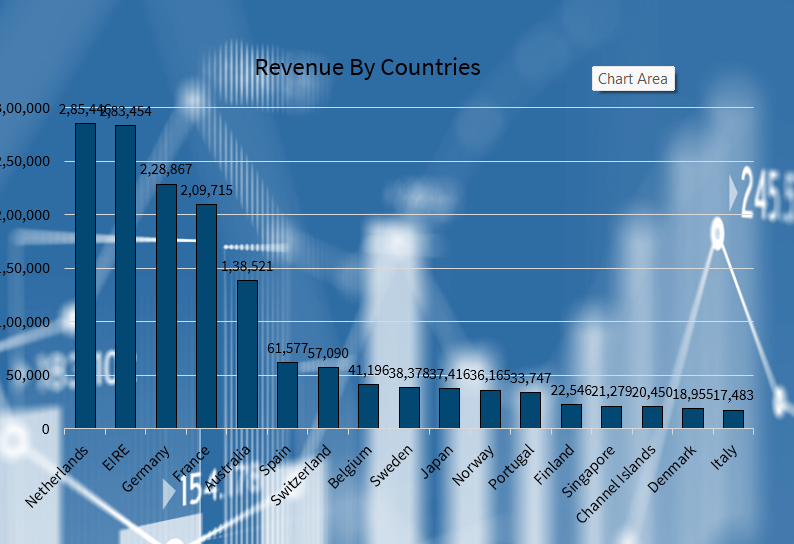 Revenue By Countries
Chart Area
3,00,000
2,50,000
2,00,000
1,50,000
1,00,000
50,000
0
2,85,446
2,83,454
2,28,867
2,09,715
1,38,521
61,577
57,090
41,196
38,378
37,416
36,165
33,747
22,546
21,279
20,450
18,955
17,483
Netherlands
EIRE
Germany
France
Australia
Spain
Switzerland
Belgium
Sweden
Japan
Norway
Portugal
Finland
Singapore
Channel Islands
Denmark
Italy